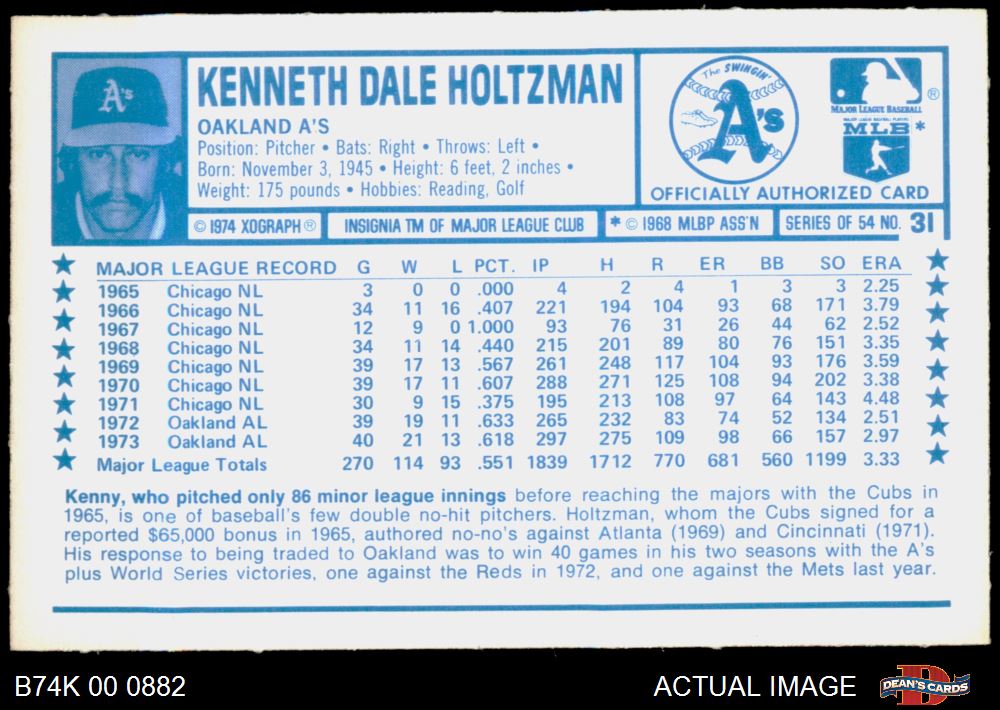 A's
KENNETH DALE HOLTZMAN
OAKLAND A'S
Position: Pitcher • Bats: Right • Throws: Left •
Born: November 3, 1945 • Height: 6 feet, 2 inches •
Weight: 175 pounds • Hobbies: Reading, Golf
The SWINGIN'
A's
MAJOR LEAGUE BASEBALL ®
MAJOR LEAGUE BASEBALL PLAYERS
MLB *
OFFICIALLY AUTHORIZED CARD
© 1974 XOGRAPH ® INSIGNIA TM OF MAJOR LEAGUE CLUB * © 1968 MLBP ASS'N SERIES OF 54 NO. 31
MAJOR LEAGUE RECORD G W L PCT. IP H R ER BB SO ERA
1965 Chicago NL 3 0 0 .000 4 2 4 1 3 3 2.25
1966 Chicago NL 34 11 16 .407 221 194 104 93 68 171 3.79
1967 Chicago NL 12 9 0 1.000 93 76 31 26 44 62 2.52
1968 Chicago NL 34 11 14 .440 215 201 89 80 76 151 3.35
1969 Chicago NL 39 17 13 .567 261 248 117 104 93 176 3.59
1970 Chicago NL 39 17 11 .607 288 271 125 108 94 202 3.38
1971 Chicago NL 30 9 15 .375 195 213 108 97 64 143 4.48
1972 Oakland AL 39 19 11 .633 265 232 83 74 52 134 2.51
1973 Oakland AL 40 21 13 .618 297 275 109 98 66 157 2.97
Major League Totals 270 114 93 .551 1839 1712 770 681 560 1199 3.33
Kenny, who pitched only 86 minor league innings before reaching the majors with the Cubs in
1965, is one of baseball's few double no-hit pitchers. Holtzman, whom the Cubs signed for a
reported $65,000 bonus in 1965, authored no-no's against Atlanta (1969) and Cincinnati (1971).
His response to being traded to Oakland was to win 40 games in his two seasons with the A's
plus World Series victories, one against the Reds in 1972, and one against the Mets last year.
B74K 00 0882
ACTUAL IMAGE
D
DEAN'S CARDS